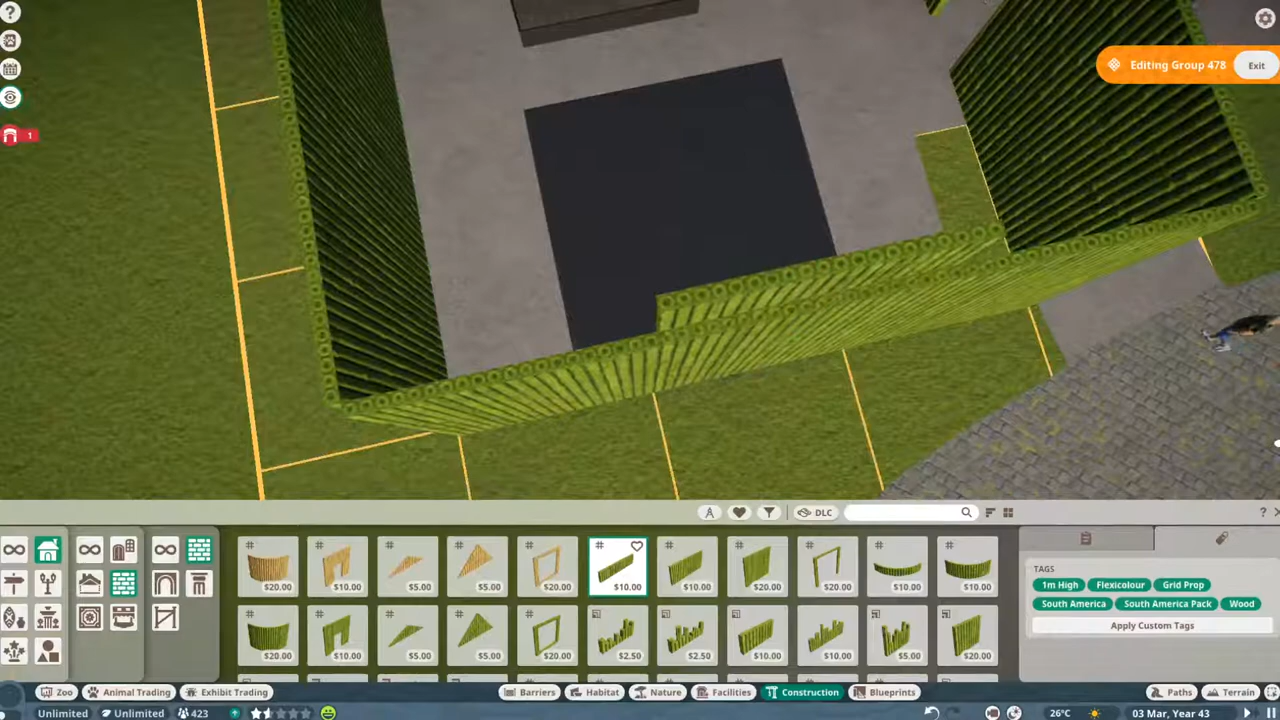 ?
Editing Group 478
Exit
1
DLC
?
$20.00 $10.00 $5.00 $5.00 $20.00 $10.00 $10.00 $20.00 $20.00 $10.00 $10.00
TAGS
1m High Flexicolour Grid Prop
South America South America Pack Wood
Apply Custom Tags
$20.00 $10.00 $5.00 $5.00 $20.00 $2.50 $2.50 $10.00 $10.00 $5.00 $20.00
Zoo Animal Trading Exhibit Trading Barriers Habitat Nature Facilities Construction Blueprints Paths Terrain
Unlimited Unlimited 423 26°C 03 Mar, Year 43